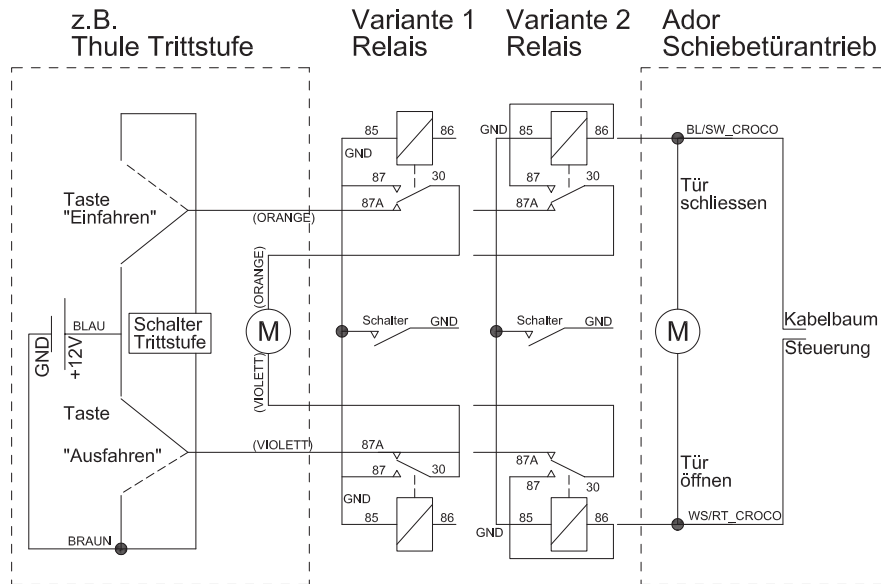 z.B.
Thule Trittstufe
Variante 1
Relais
Variante 2
Relais
Ador
Schiebetürantrieb
85
86
GND
87
30
87A
GND
85
86
87
30
87A
BL/SW_CROCO
Taste
"Einfahren"
(ORANGE)
Tür
schliessen
(ORANGE)
GND
+12V
BLAU
Schalter
Trittstufe
M
Schalter
GND
Schalter
GND
M
Kabelbaum
Steuerung
(VIOLETT)
Taste
"Ausfahren"
(VIOLETT)
87A
87
30
GND
85
86
87A
87
30
GND
85
86
Tür
öffnen
WS/RT_CROCO
BRAUN